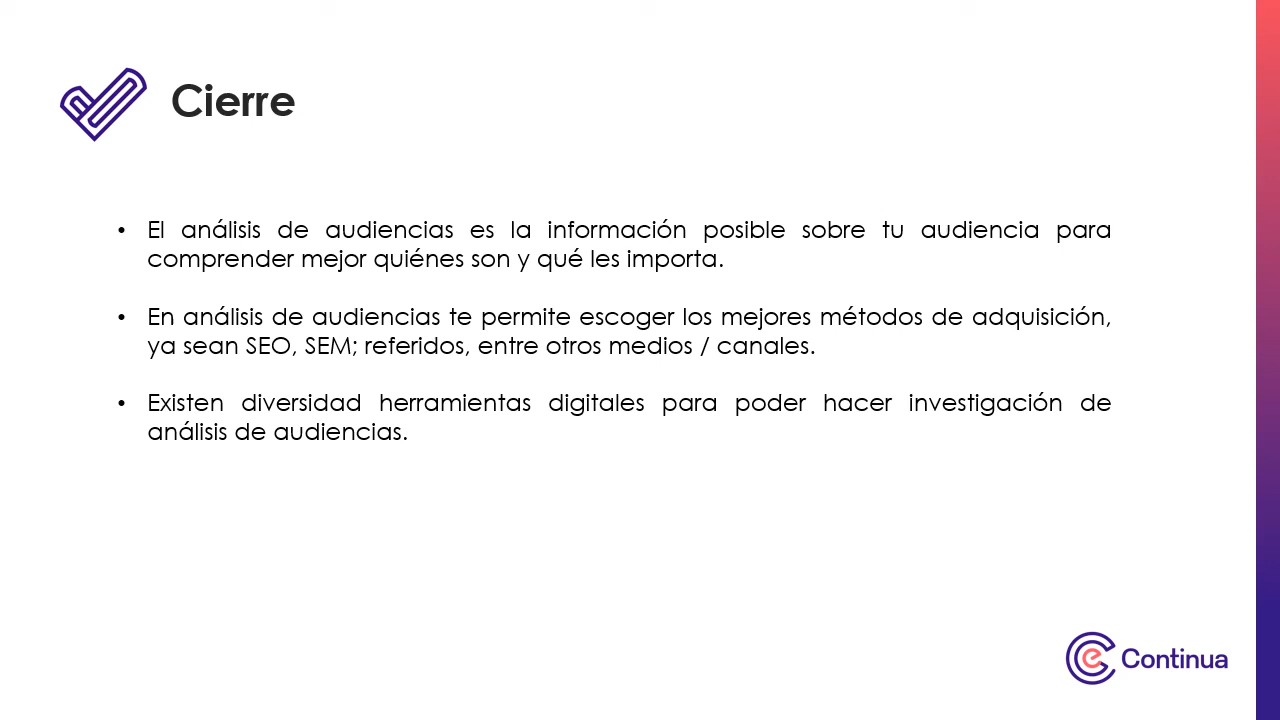 Cierre
• El análisis de audiencias es la información posible sobre tu audiencia para
comprender mejor quiénes son y qué les importa.
• En análisis de audiencias te permite escoger los mejores métodos de adquisición,
ya sean SEO, SEM; referidos, entre otros medios / canales.
• Existen diversidad herramientas digitales para poder hacer investigación de
análisis de audiencias.
e Continua